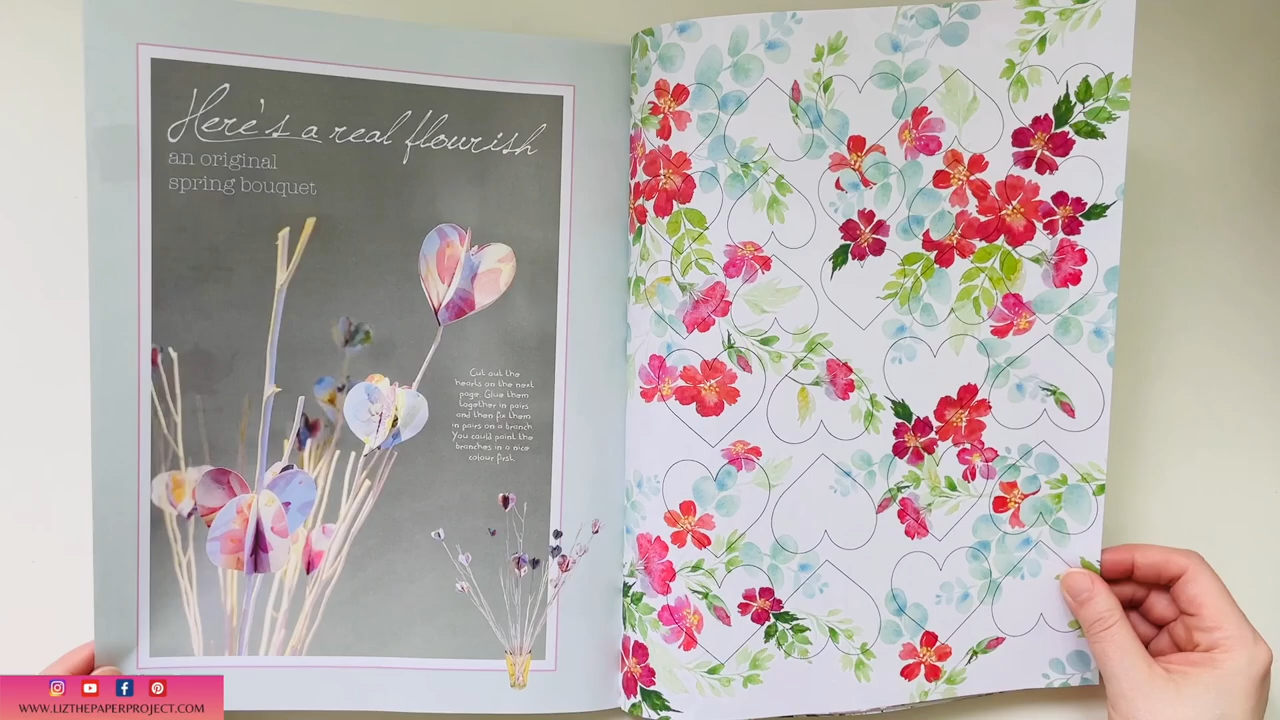 Here's a real flourish
an original
spring bouquet
Cut out the
hearts on the next
page. Glue them
together in pairs
and then fix them
in pairs on a branch
You could paint the
branches in a nice
colour first.
WWW.LIZTHEPAPERPROJECT.COM